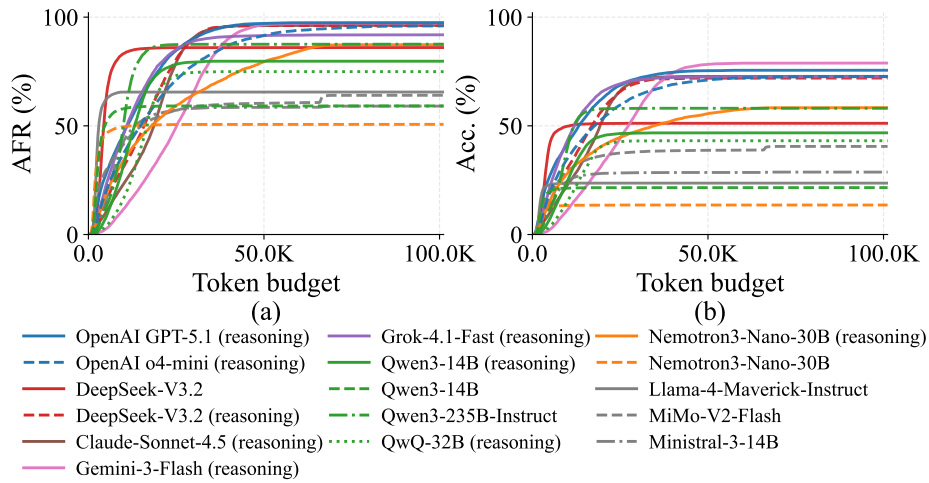 100
50
0
AFR (%)
0.0
50.0K
100.0K
Token budget
(a)
100
50
0
Acc. (%)
0.0
50.0K
100.0K
Token budget
(b)
OpenAI GPT-5.1 (reasoning)
OpenAI o4-mini (reasoning)
DeepSeek-V3.2
DeepSeek-V3.2 (reasoning)
Claude-Sonnet-4.5 (reasoning)
Gemini-3-Flash (reasoning)
Grok-4.1-Fast (reasoning)
Qwen3-14B (reasoning)
Qwen3-14B
Qwen3-235B-Instruct
QwQ-32B (reasoning)
Nemotron3-Nano-30B (reasoning)
Nemotron3-Nano-30B
Llama-4-Maverick-Instruct
MiMo-V2-Flash
Ministral-3-14B